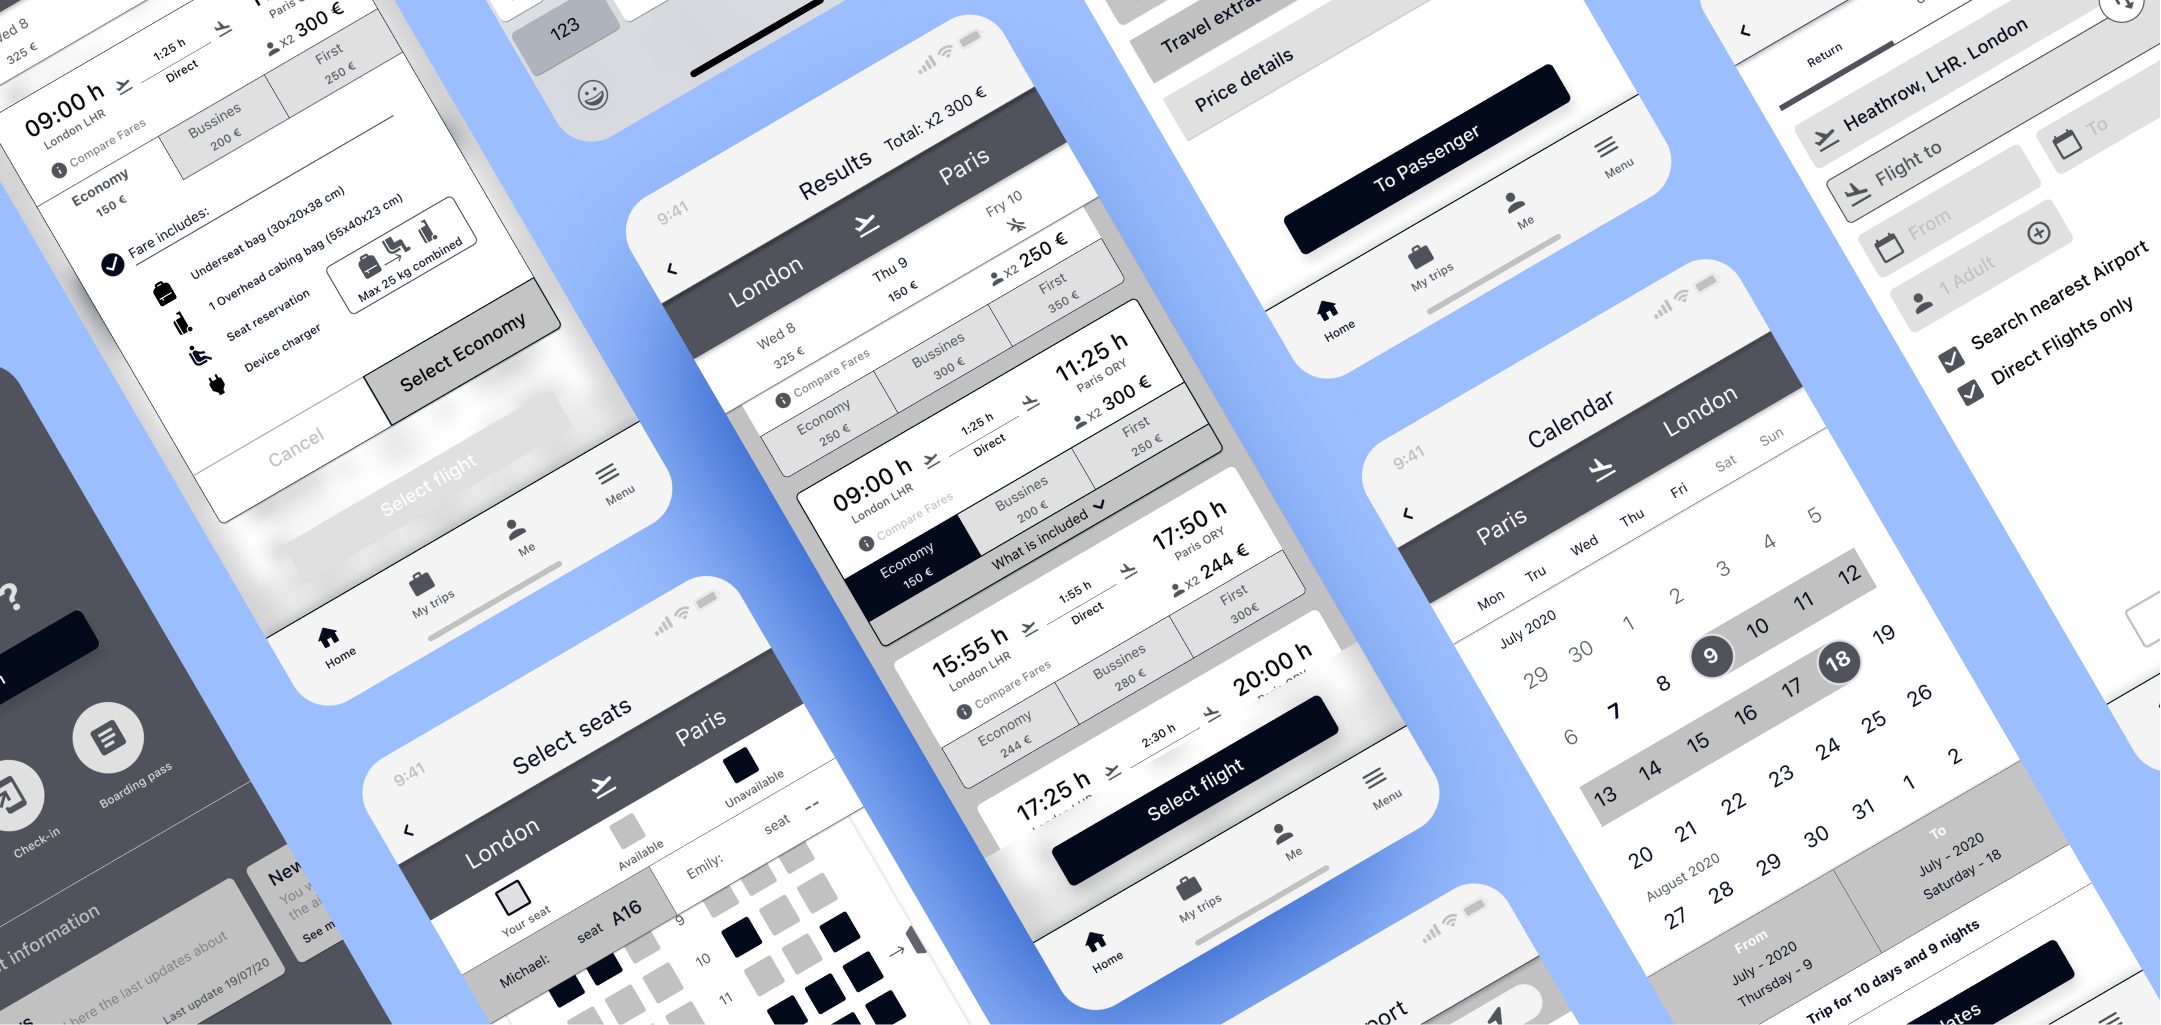 Wed 8
325 €
Paris
09:00 h
London LHR
1:25 h
Direct
X2 300 €
Compare Fares
Economy
150 €
Bussines
200 €
First
250 €
Fare includes:
Underseat bag (30x20x38 cm)
1 Overhead cabing bag (55x40x23 cm)
Seat reservation
Device charger
Max 25 kg combined
Cancel
Select Economy
Select flight
Home
My trips
Me
Menu
?
Check-in
Boarding pass
information
here the last updates about
Last update 19/07/20
New
You
the
See
123
9:41
Select seats
London
Paris
Your seat
Available
Unavailable
Michael:
seat A16
Emily:
seat --
9
10
11
9:41
Results
Total: x2 300 €
London
Paris
Wed 8
325 €
Thu 9
150 €
Fry 10
X2 250 €
Compare Fares
Economy
250 €
Bussines
300 €
First
350 €
09:00 h
London LHR
1:25 h
Direct
11:25 h
Paris ORY
X2 300 €
Compare Fares
Economy
150 €
Bussines
200 €
First
250 €
What is included
15:55 h
London LHR
1:55 h
Direct
17:50 h
Paris ORY
X2 244 €
Compare Fares
Economy
244 €
Bussines
280 €
First
300€
17:25 h
2:30 h
20:00 h
Select flight
Home
My trips
Me
Menu
Travel extra
Price details
To Passenger
Home
My trips
Me
Menu
9:41
Calendar
Paris
London
Mon Tru Wed Thu Fri Sat Sun
July 2020
29 30 1 2 3 4 5
6 7 8 9 10 11 12
13 14 15 16 17 18 19
20 21 22 23 24 25 26
August 2020
27 28 29 30 31 1 2
From
July - 2020
Thursday - 9
To
July - 2020
Saturday - 18
Trip for 10 days and 9 nights
Return
Heathrow, LHR. London
Flight to
From
To
1 Adult
Search nearest Airport
Direct Flights only